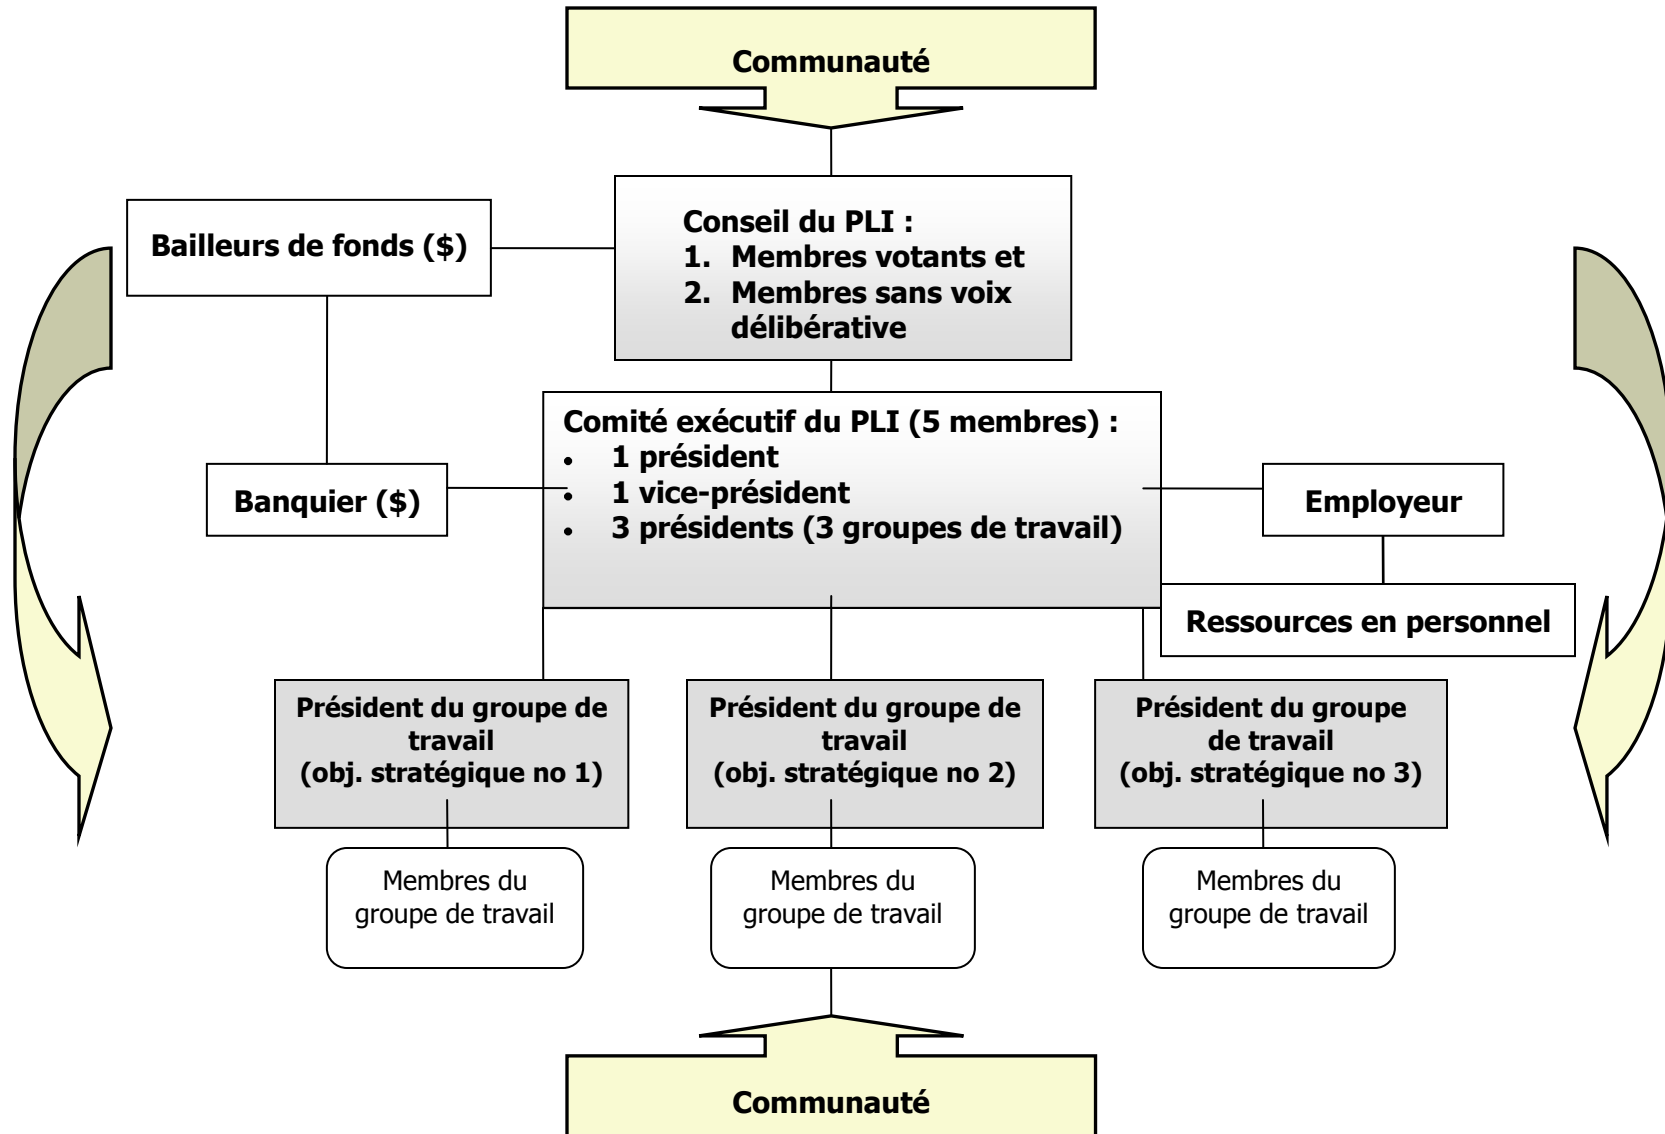 Communauté
Bailleurs de fonds ($)
Conseil du PLI :
1. Membres votants et
2. Membres sans voix
délibérative
Comité exécutif du PLI (5 membres) :
• 1 président
• 1 vice-président
• 3 présidents (3 groupes de travail)
Banquier ($)
Employeur
Ressources en personnel
Président du groupe de
travail
(obj. stratégique no 1)
Président du groupe de
travail
(obj. stratégique no 2)
Président du groupe
de travail
(obj. stratégique no 3)
Membres du
groupe de travail
Membres du
groupe de travail
Membres du
groupe de travail
Communauté